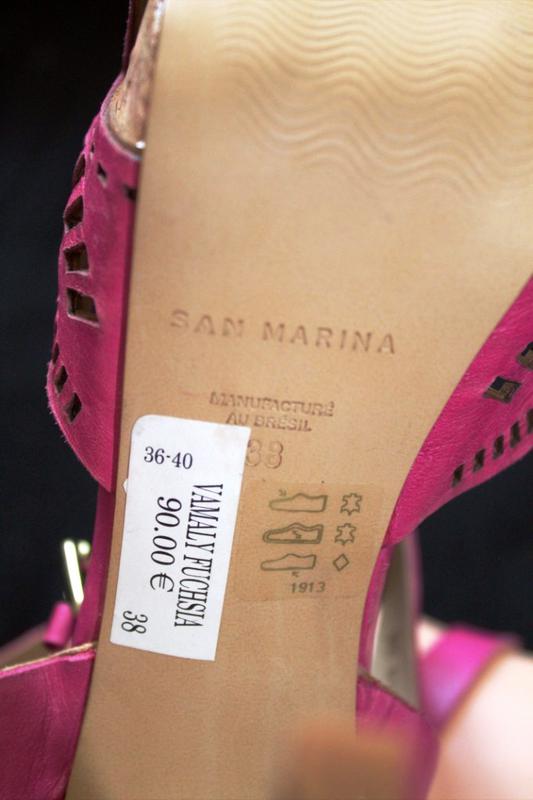 SAN MARINA
MANUFACTURÉ
AU BRÉSIL
38
36-40
VAMALY FUCHSIA
90.00 €
38
1913